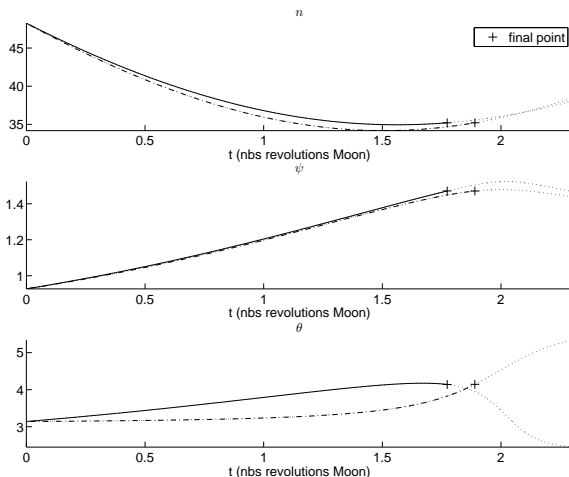 n
45
40
35
+ final point
0 0.5 1 1.5 2
t (nbs revolutions Moon)
ψ
1.4
1.2
1
0 0.5 1 1.5 2
t (nbs revolutions Moon)
θ
5
4
3
0 0.5 1 1.5 2
t (nbs revolutions Moon)